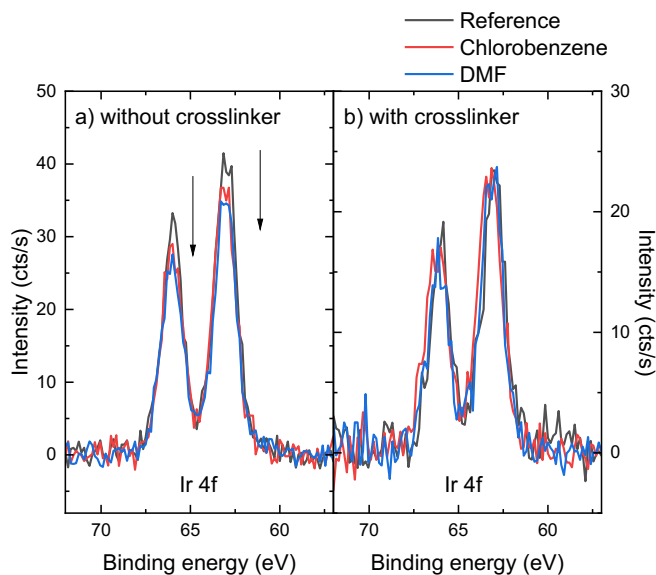 Reference
Chlorobenzene
DMF
50
40
30
20
10
0
Intensity (cts/s)
a) without crosslinker
Ir 4f
70
65
60
Binding energy (eV)
b) with crosslinker
Ir 4f
70
65
60
Binding energy (eV)
30
20
10
0
Intensity (cts/s)